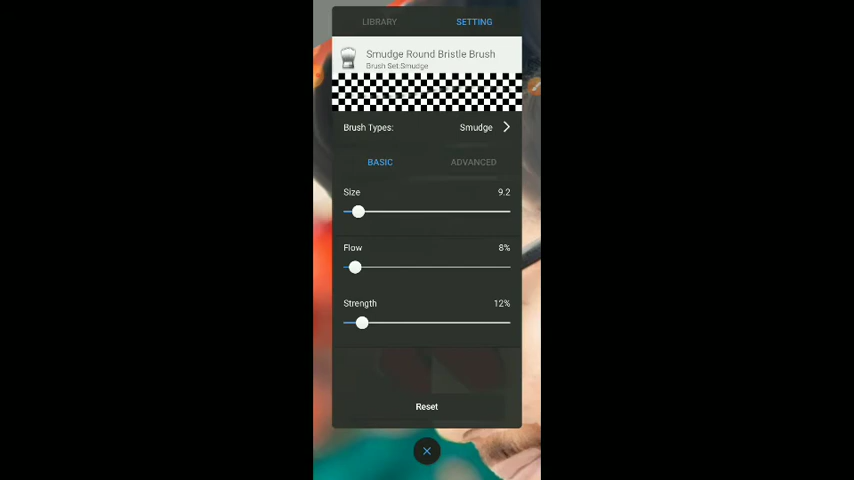 LIBRARY SETTING
Smudge Round Bristle Brush
Brush Set:Smudge
Brush Types: Smudge
BASIC ADVANCED
Size 9.2
Flow 8%
Strength 12%
Reset